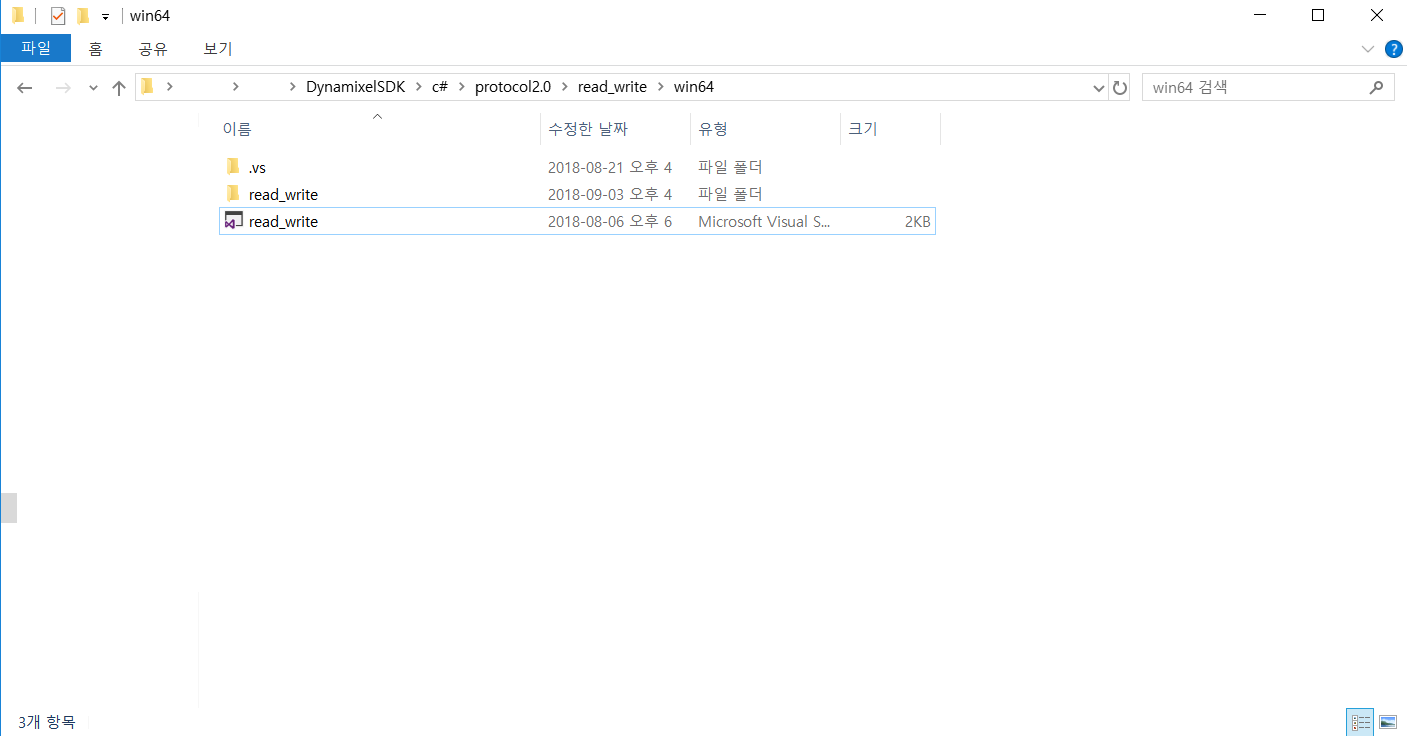 win64
파일 홈 공유 보기
DynamixelSDK c# protocol2.0 read_write win64 win64 검색
이름 수정한 날짜 유형 크기
.vs 2018-08-21 오후 4 파일 폴더
read_write 2018-09-03 오후 4 파일 폴더
read_write 2018-08-06 오후 6 Microsoft Visual S... 2KB
3개 항목